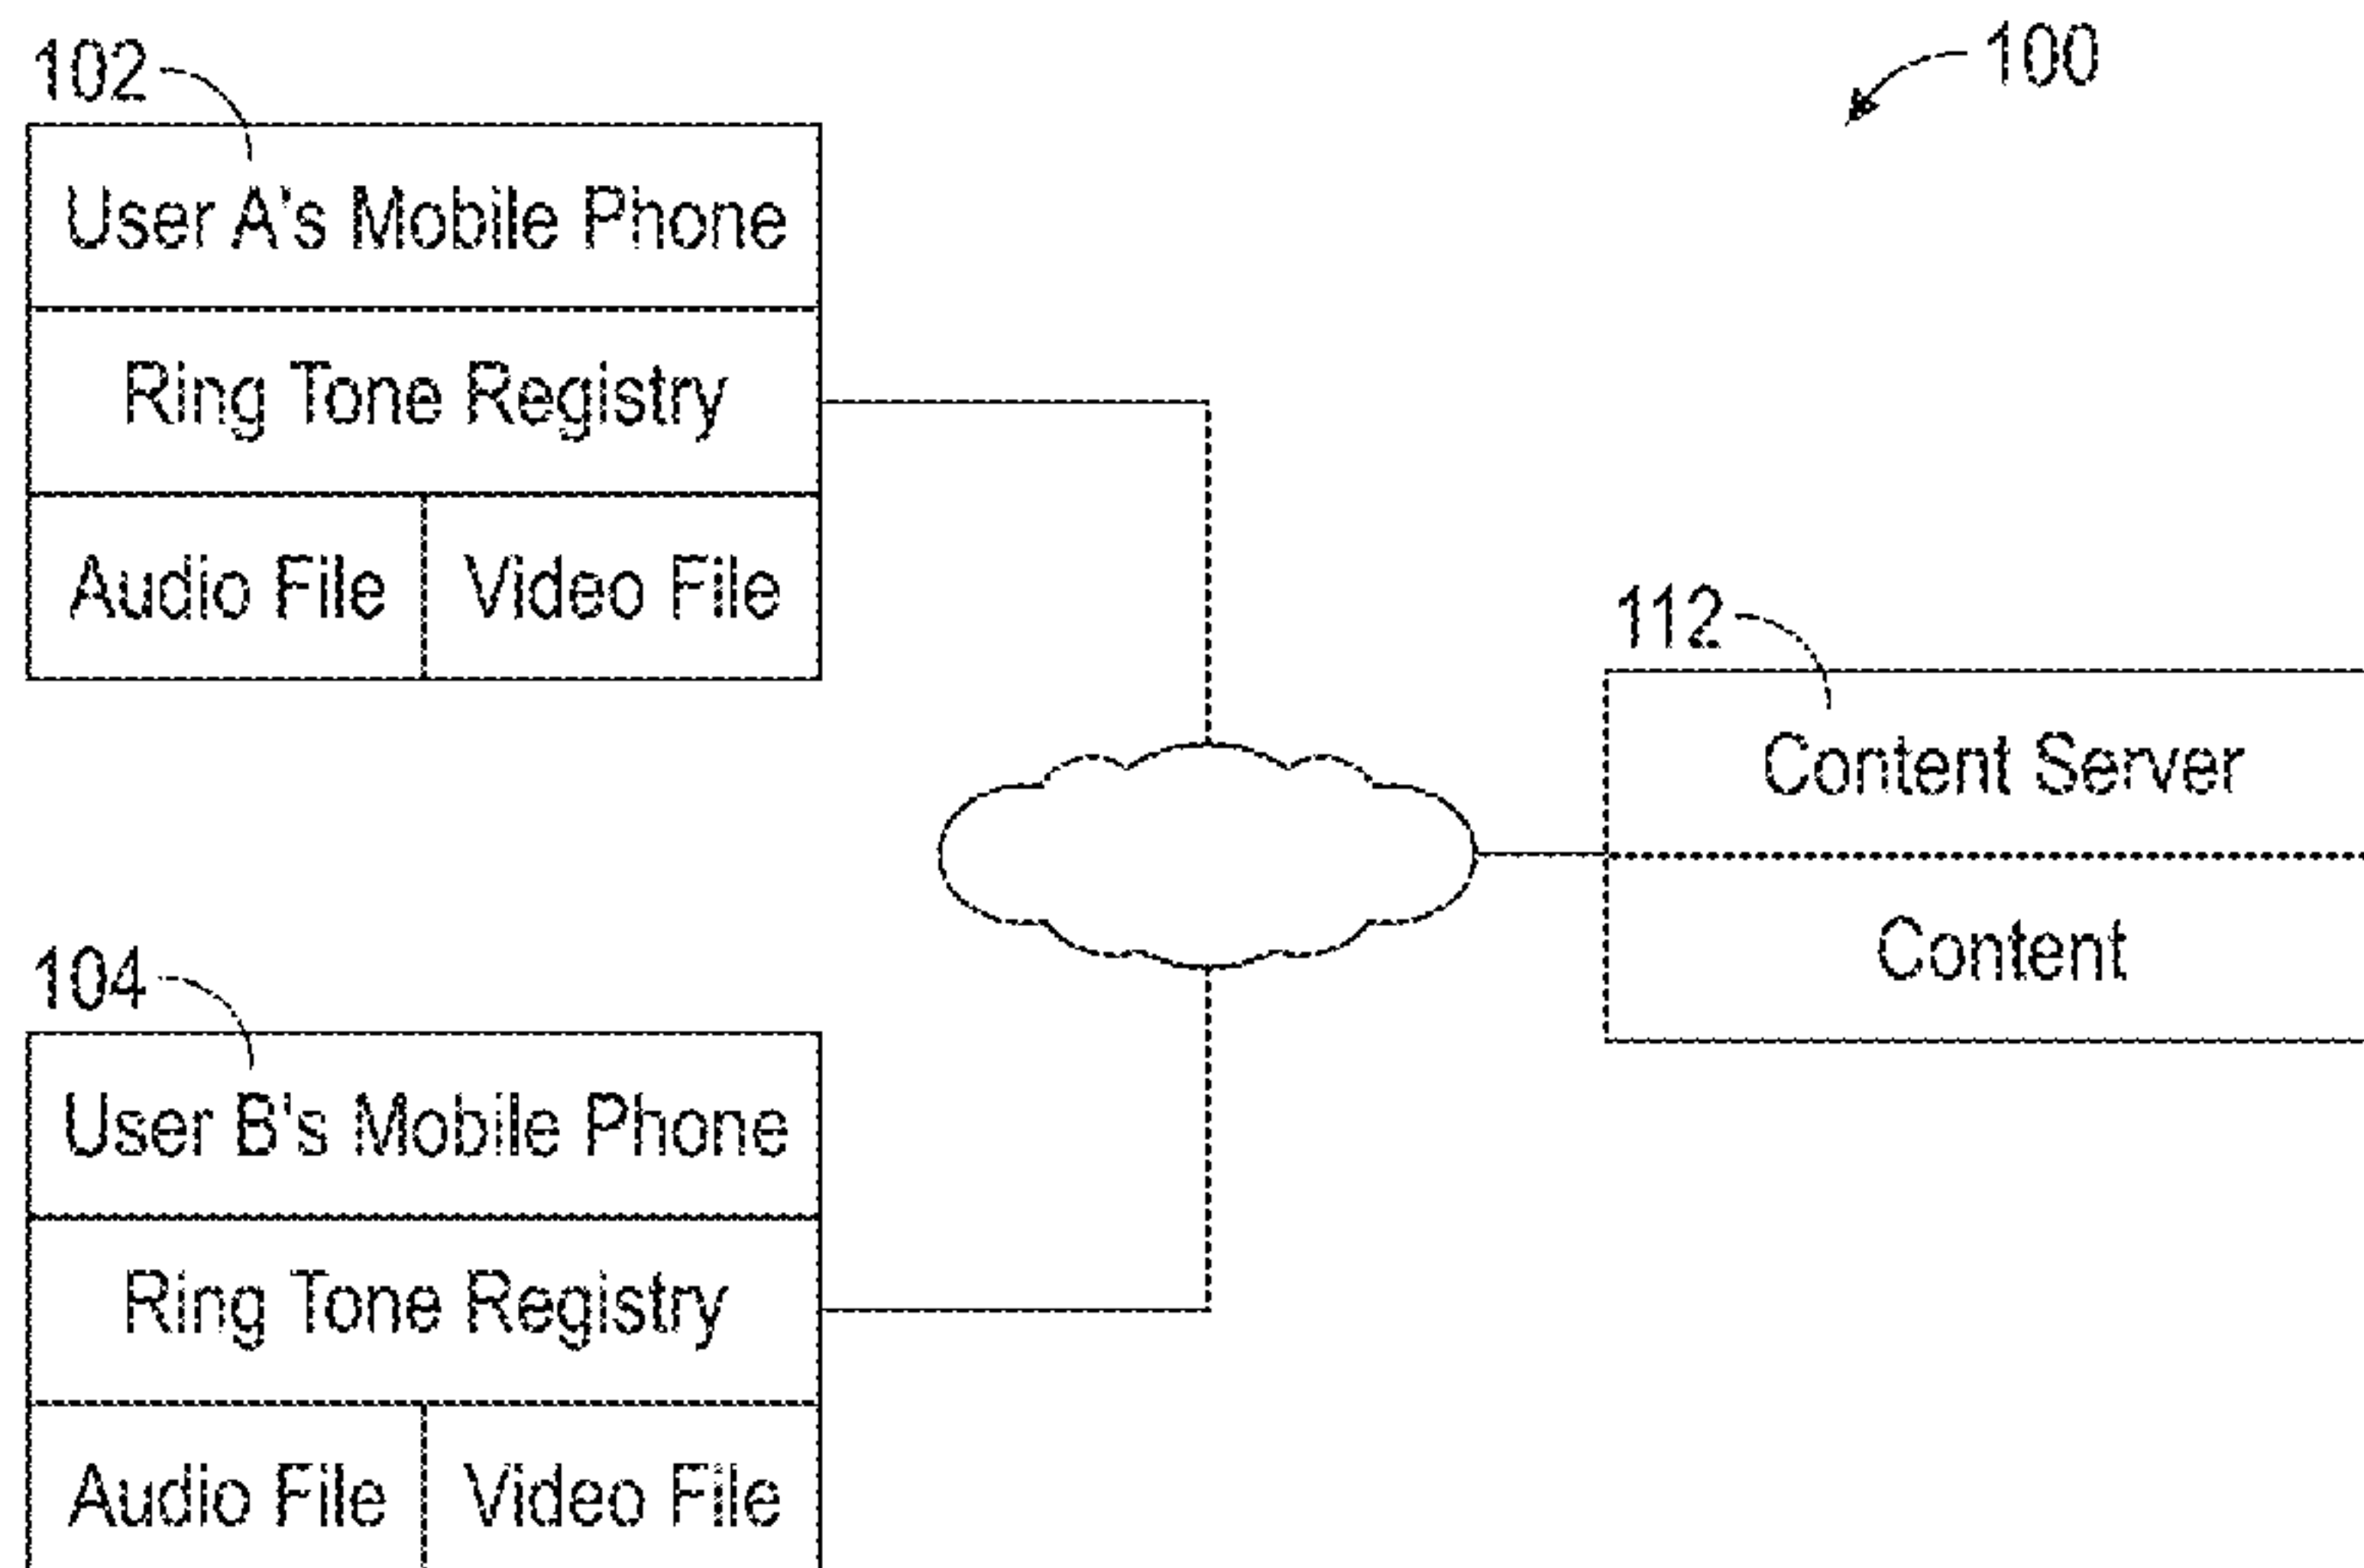 102
100
User A's Mobile Phone
Ring Tone Registry
Audio File
Video File
112
Content Server
Content
104
User B's Mobile Phone
Ring Tone Registry
Audio File
Video File